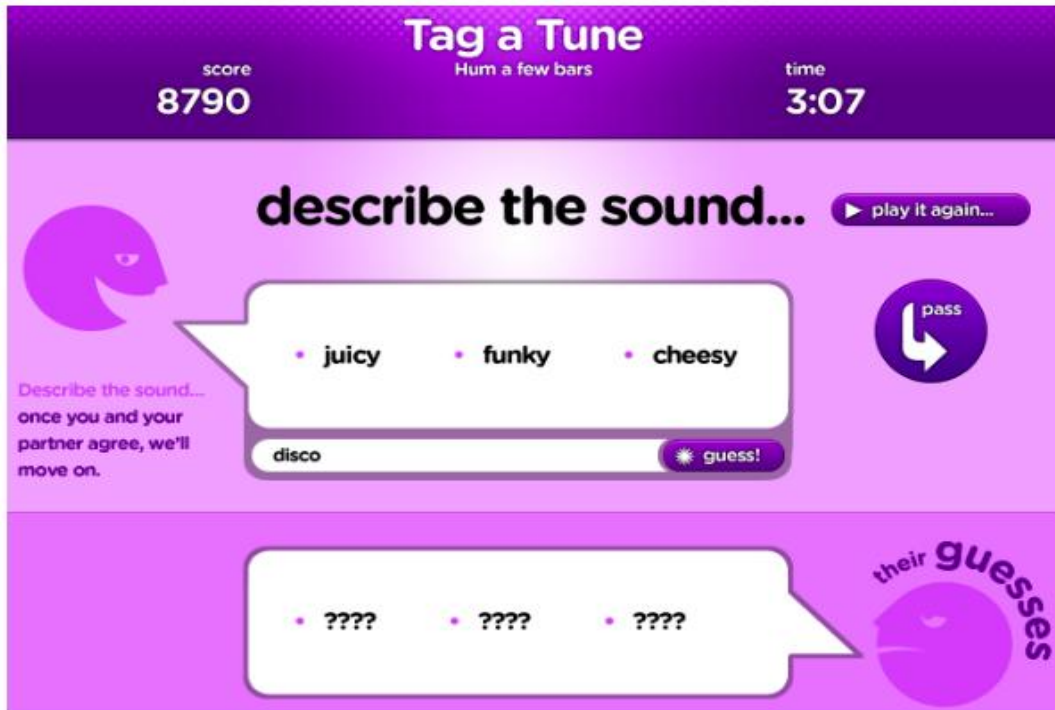 Tag a Tune
Hum a few bars
score
8790
time
3:07
describe the sound...
play it again...
pass
• juicy • funky • cheesy
Describe the sound...
once you and your
partner agree, we'll
move on.
disco
guess!
their guesses
• ???? • ???? • ????